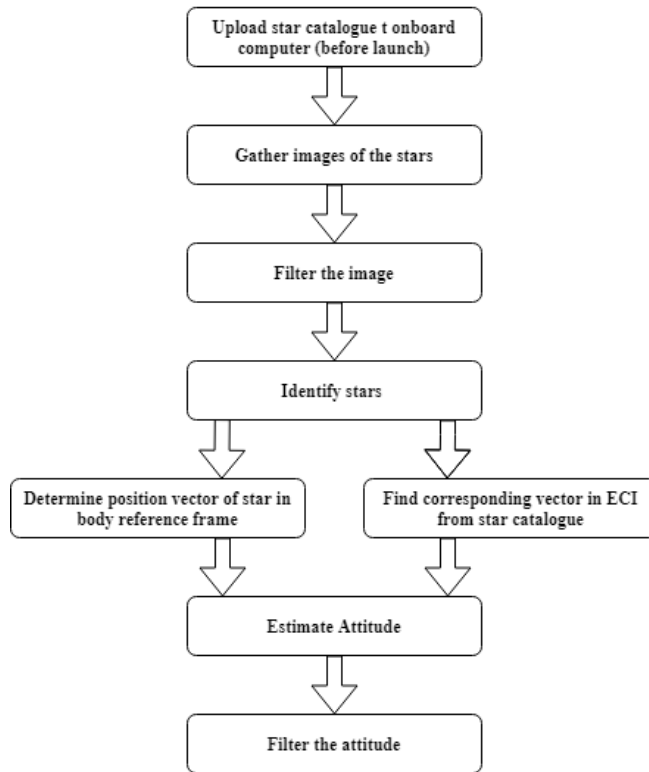 Upload star catalogue t onboard
computer (before launch)
Gather images of the stars
Filter the image
Identify stars
Determine position vector of star in
body reference frame
Find corresponding vector in ECI
from star catalogue
Estimate Attitude
Filter the attitude